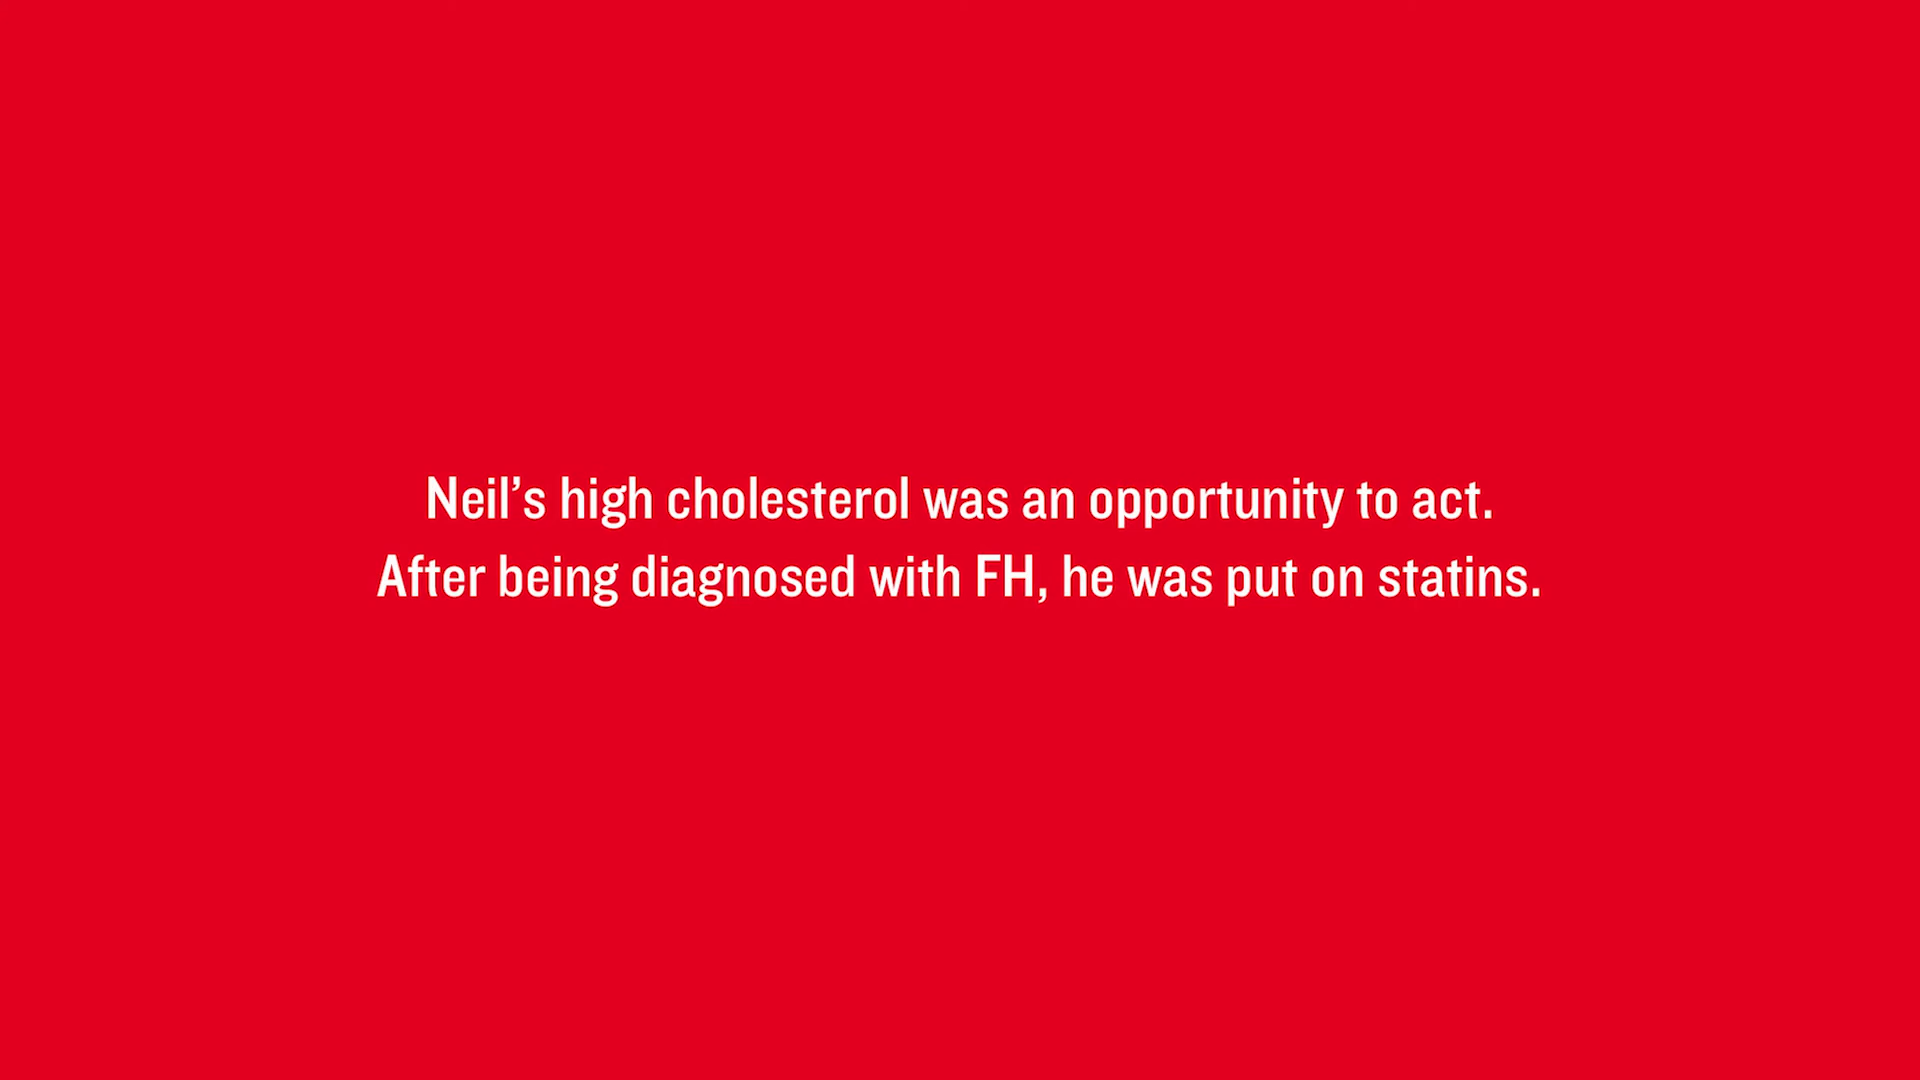 Neil’s high cholesterol was an opportunity to act.
After being diagnosed with FH, he was put on statins.